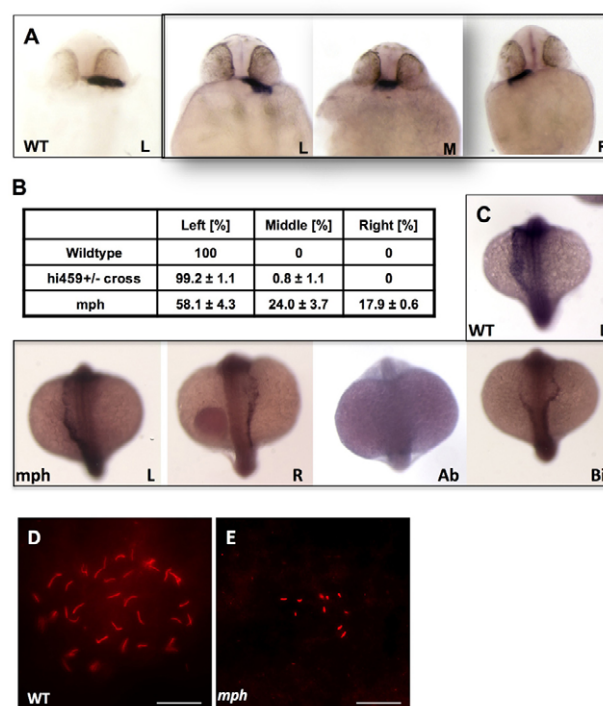 A
WT L L M R
B
Left [%] Middle [%] Right [%]
Wildtype 100 0 0
hi459+/- cross 99.2 ± 1.1 0.8 ± 1.1 0
mph 58.1 ± 4.3 24.0 ± 3.7 17.9 ± 0.6
C
WT
mph L R Ab Bi
D E
WT mph